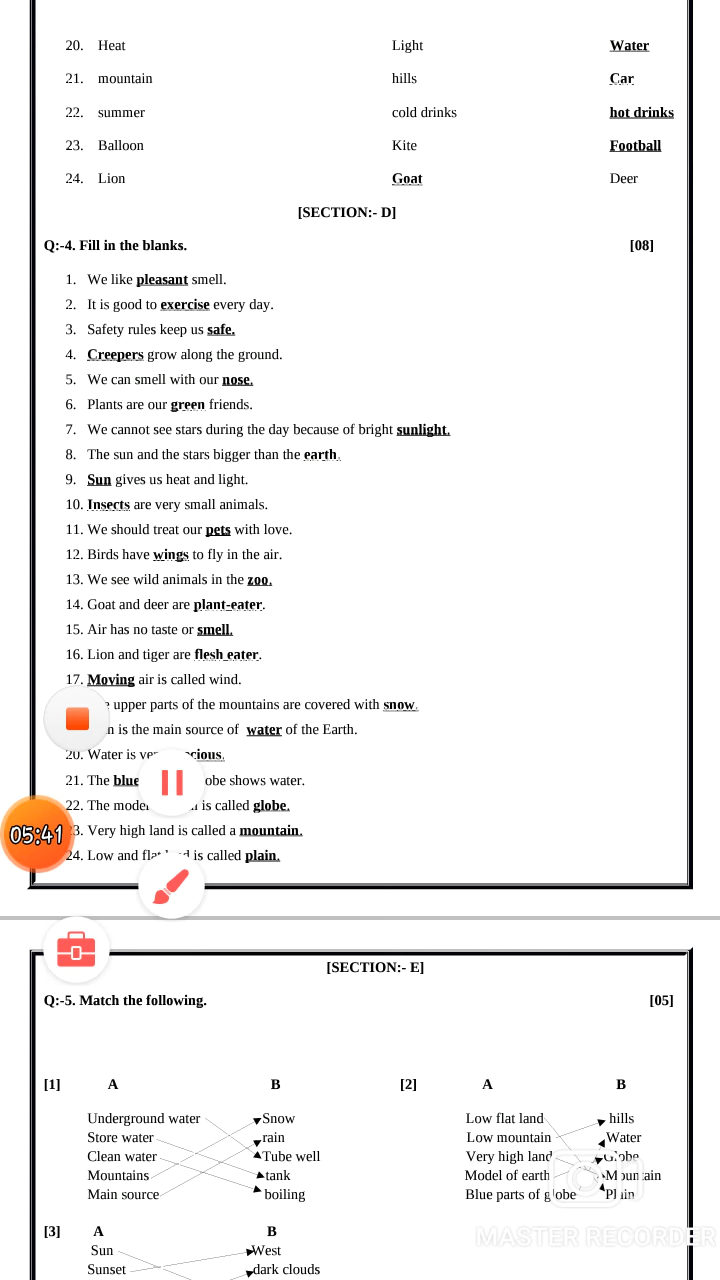 20. Heat Light Water
21. mountain hills Car
22. summer cold drinks hot drinks
23. Balloon Kite Football
24. Lion Goat Deer
[SECTION:- D]
Q:-4. Fill in the blanks. [08]
1. We like pleasant smell.
2. It is good to exercise every day.
3. Safety rules keep us safe.
4. Creepers grow along the ground.
5. We can smell with our nose.
6. Plants are our green friends.
7. We cannot see stars during the day because of bright sunlight.
8. The sun and the stars bigger than the earth.
9. Sun gives us heat and light.
10. Insects are very small animals.
11. We should treat our pets with love.
12. Birds have wings to fly in the air.
13. We see wild animals in the zoo.
14. Goat and deer are plant-eater.
15. Air has no taste or smell.
16. Lion and tiger are flesh eater.
17. Moving air is called wind.
upper parts of the mountains are covered with snow.
is the main source of water of the Earth.
20. Water is
21. The blue shows water.
22. The model is called globe.
05:41
23. Very high land is called a mountain.
24. Low and flat is called plain.
[SECTION:- E]
Q:-5. Match the following. [05]
[1] A B [2] A B
Underground water Snow Low flat land hills
Store water rain Low mountain Water
Clean water Tube well Very high land Globe
Mountains tank Model of earth Mountain
Main source boiling Blue parts of globe Plain
[3] A B
MASTER RECORDER
Sun West
Sunset dark clouds